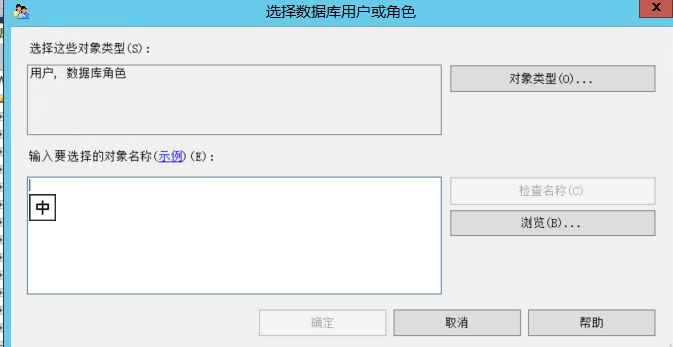 选择数据库用户或角色
x
选择这些对象类型(S):
用户, 数据库角色
对象类型(O)...
输入要选择的对象名称(示例)(E):
中
检查名称(C)
浏览(B)...
确定
取消
帮助